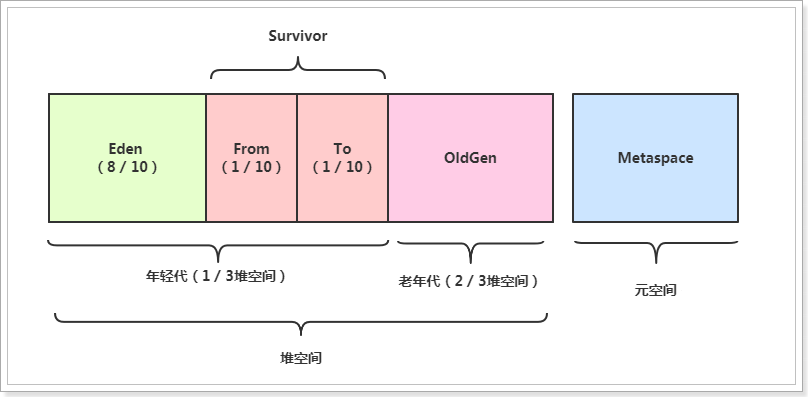 Survivor
Eden
（8 / 10）
From
（1 / 10）
To
（1 / 10）
OldGen
Metaspace
年轻代（1 / 3堆空间）
老年代（2 / 3堆空间）
元空间
堆空间